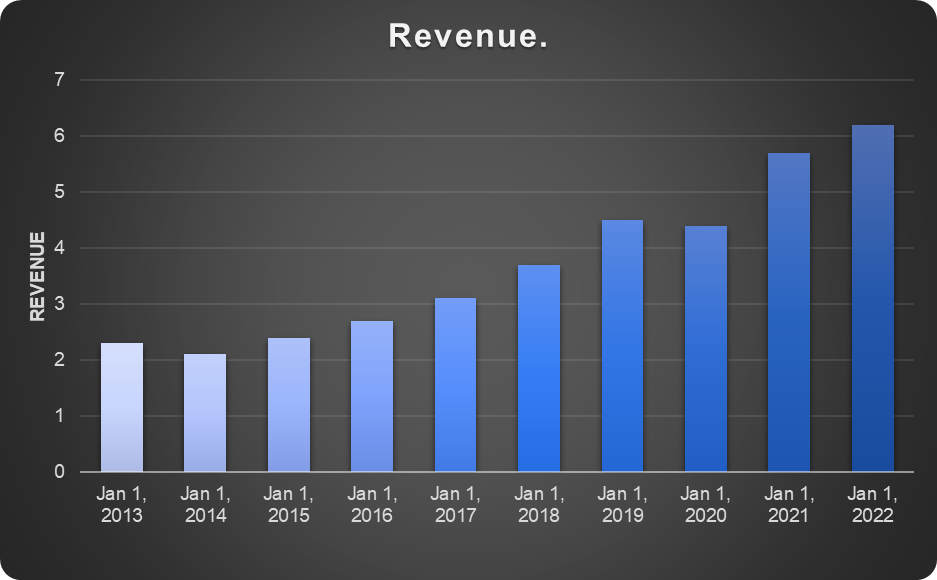 Revenue.
7
6
5
4
3
2
1
0
REVENUE
Jan 1,
2013
Jan 1,
2014
Jan 1,
2015
Jan 1,
2016
Jan 1,
2017
Jan 1,
2018
Jan 1,
2019
Jan 1,
2020
Jan 1,
2021
Jan 1,
2022